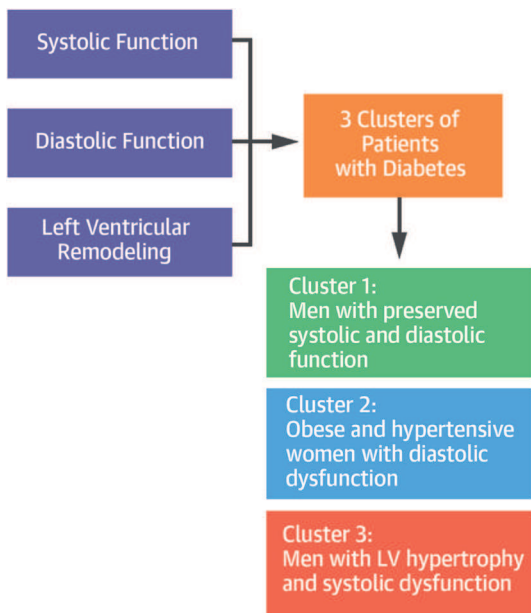 Systolic Function
Diastolic Function
Left Ventricular
Remodeling
3 Clusters of
Patients
with Diabetes
Cluster 1:
Men with preserved
systolic and diastolic
function
Cluster 2:
Obese and hypertensive
women with diastolic
dysfunction
Cluster 3:
Men with LV hypertrophy
and systolic dysfunction